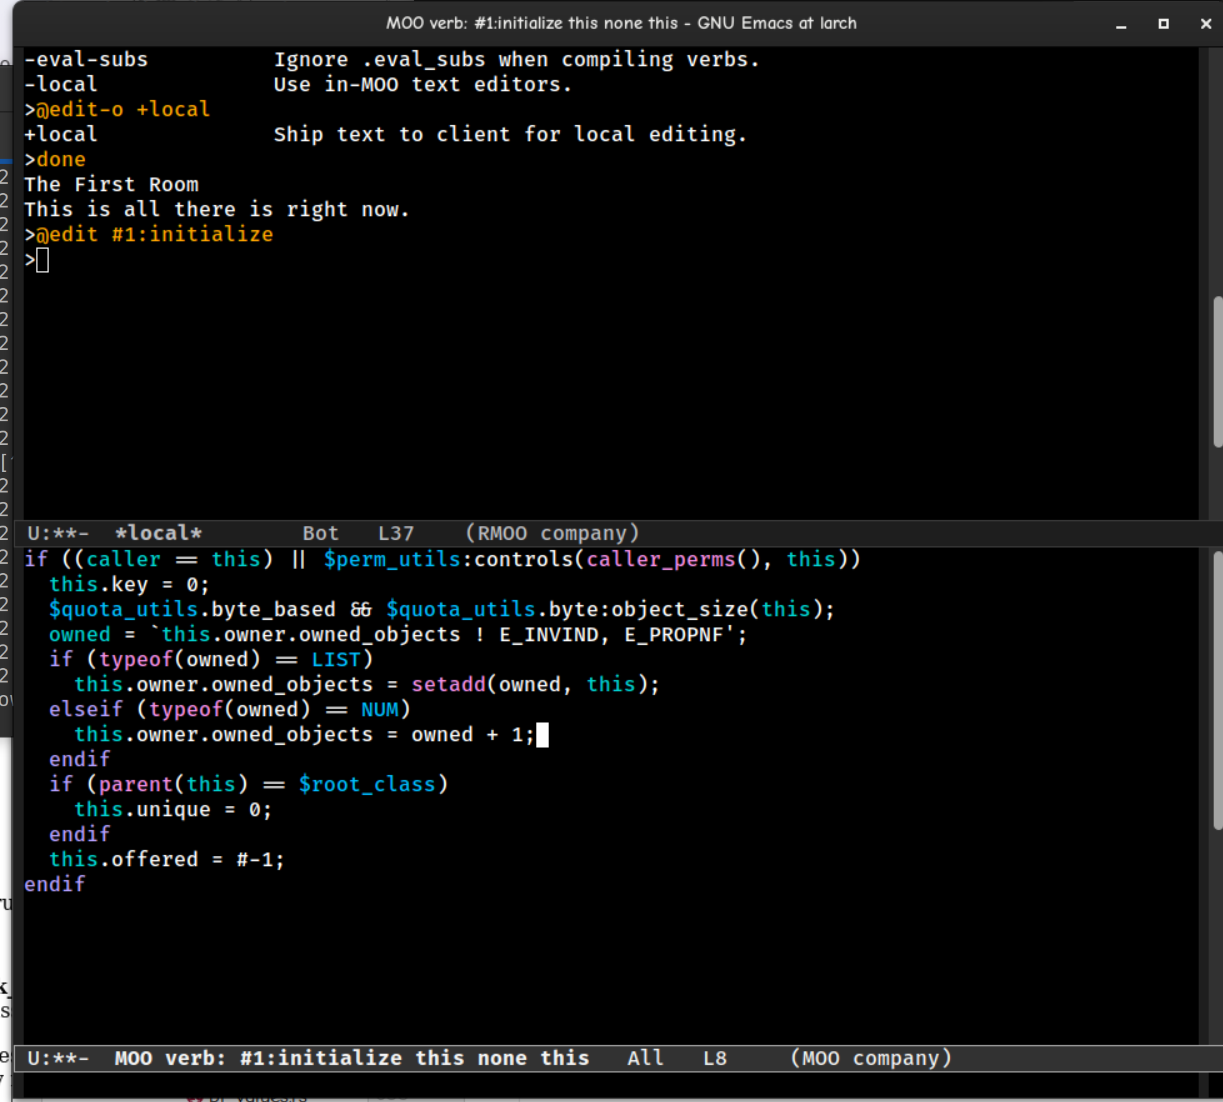 MOO verb: #1:initialize this none this - GNU Emacs at larch
-eval-subs          Ignore .eval_subs when compiling verbs.
-local              Use in-MOO text editors.
>@edit-o +local
+local              Ship text to client for local editing.
>done
The First Room
This is all there is right now.
>@edit #1:initialize
>
U:**-  *local*        Bot   L37    (RMOO company)
if ((caller == this) || $perm_utils:controls(caller_perms(), this))
  this.key = 0;
  $quota_utils.byte_based && $quota_utils.byte:object_size(this);
  owned = `this.owner.owned_objects ! E_INVIND, E_PROPNF';
  if (typeof(owned) == LIST)
    this.owner.owned_objects = setadd(owned, this);
  elseif (typeof(owned) == NUM)
    this.owner.owned_objects = owned + 1;
  endif
  if (parent(this) == $root_class)
    this.unique = 0;
  endif
  this.offered = #-1;
endif
U:**-  MOO verb: #1:initialize this none this   All   L8     (MOO company)